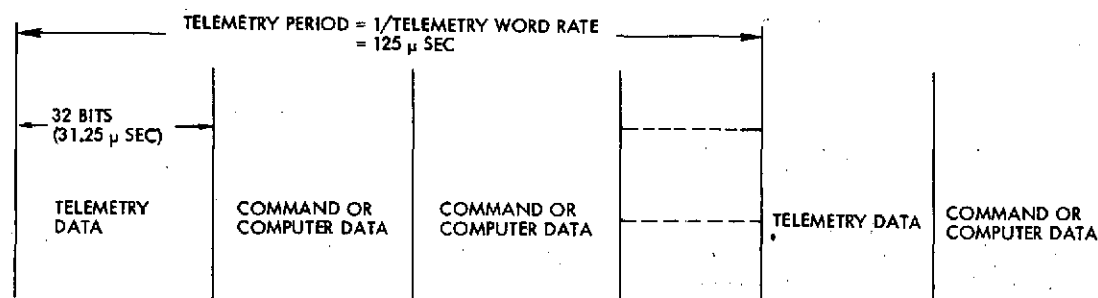 TELEMETRY PERIOD = 1/TELEMETRY WORD RATE
= 125 μ SEC
32 BITS
(31.25 μ SEC)
TELEMETRY
DATA
COMMAND OR
COMPUTER DATA
COMMAND OR
COMPUTER DATA
TELEMETRY DATA
COMMAND OR
COMPUTER DATA